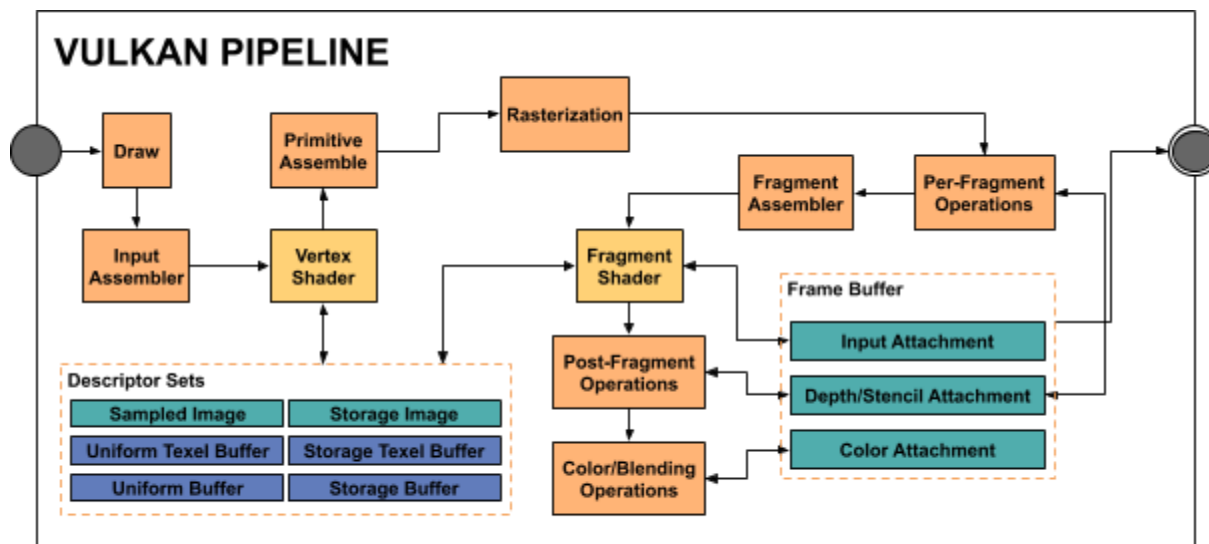 VULKAN PIPELINE
Draw
Input
Assembler
Primitive
Assemble
Vertex
Shader
Rasterization
Fragment
Assembler
Per-Fragment
Operations
Fragment
Shader
Post-Fragment
Operations
Color/Blending
Operations
Frame Buffer
Input Attachment
Depth/Stencil Attachment
Color Attachment
Descriptor Sets
Sampled Image
Storage Image
Uniform Texel Buffer
Storage Texel Buffer
Uniform Buffer
Storage Buffer